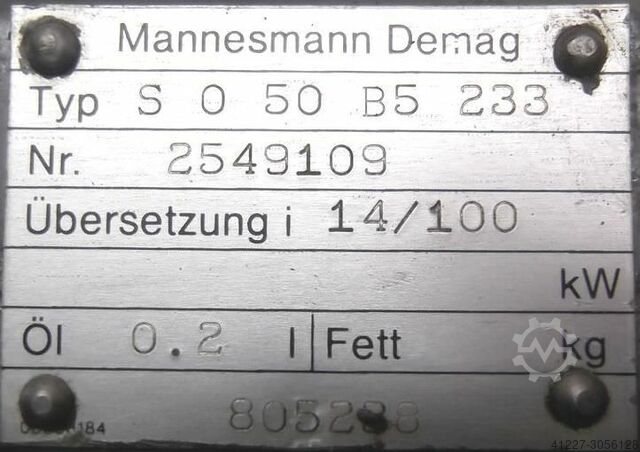 Mannesmann Demag
Typ S 0 50 B5 233
Nr. 2549109
Übersetzung i 14/100
kW
Öl 0.2 l Fett kg
805288
41227-3056128